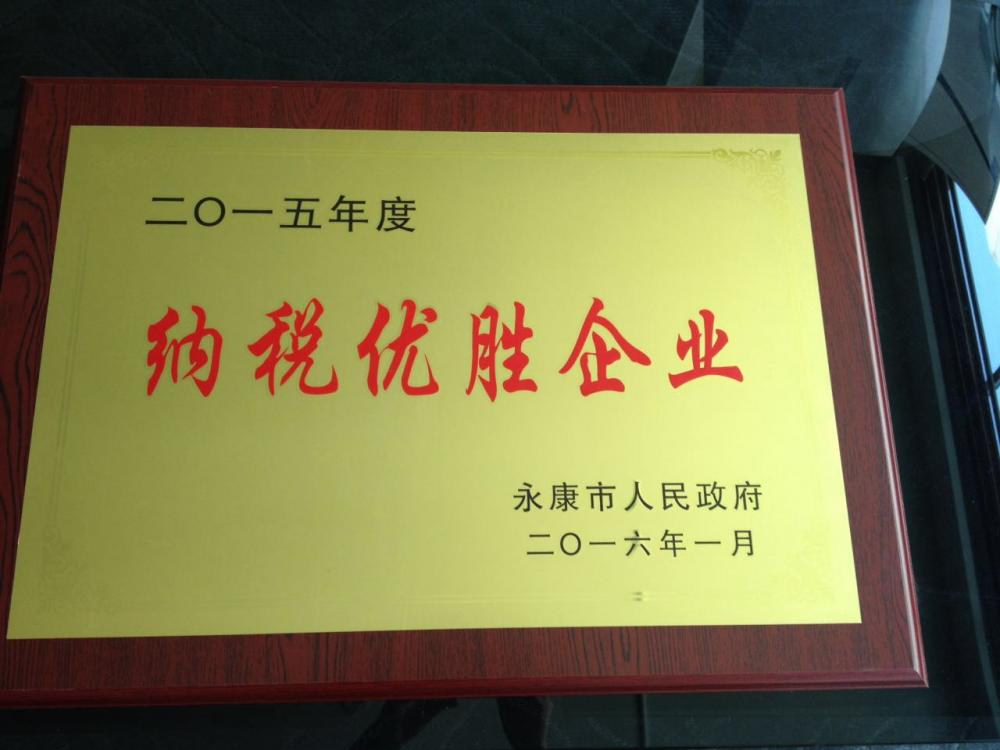 二〇一五年度
纳税优胜企业
永康市人民政府
二〇一六年一月